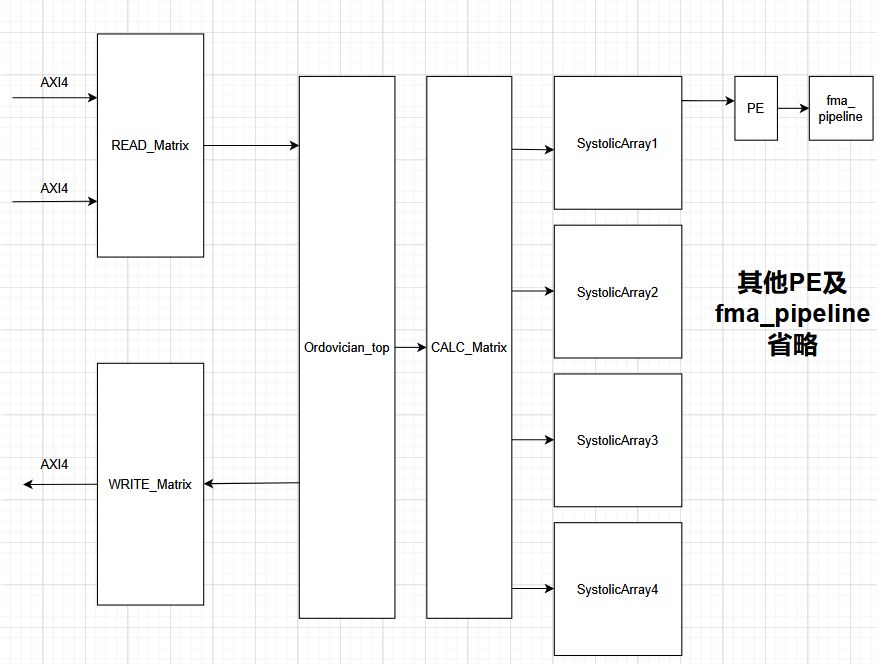 AXI4
READ_Matrix
AXI4
Ordovician_top
CALC_Matrix
SystolicArray1
PE
fma_
pipeline
SystolicArray2
其他PE及
fma_pipeline
省略
SystolicArray3
AXI4
WRITE_Matrix
SystolicArray4